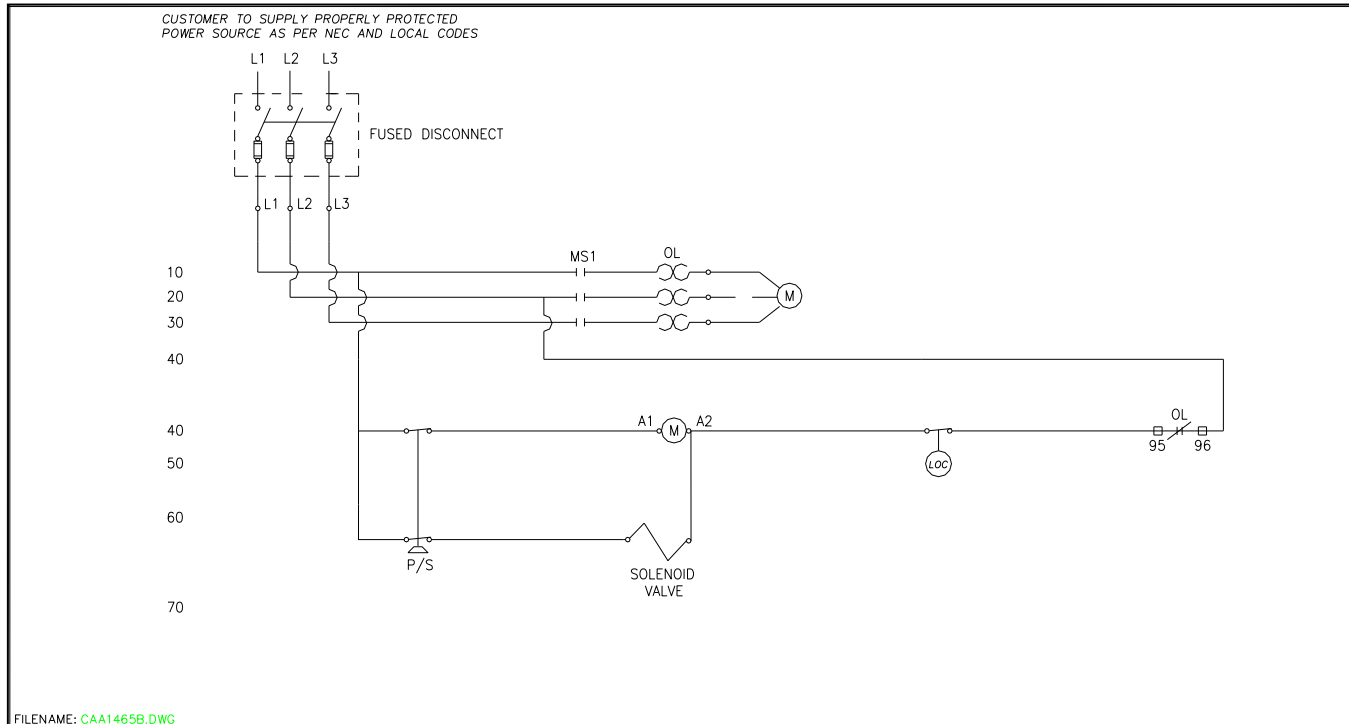 CUSTOMER TO SUPPLY PROPERLY PROTECTED
POWER SOURCE AS PER NEC AND LOCAL CODES
L1 L2 L3
FUSED DISCONNECT
L1 L2 L3
MS1 OL
10
20 M
30
40
40 A1 M A2 OL
95 96
50 LOC
60
P/S
SOLENOID
VALVE
70
FILENAME: CAA1465B.DWG